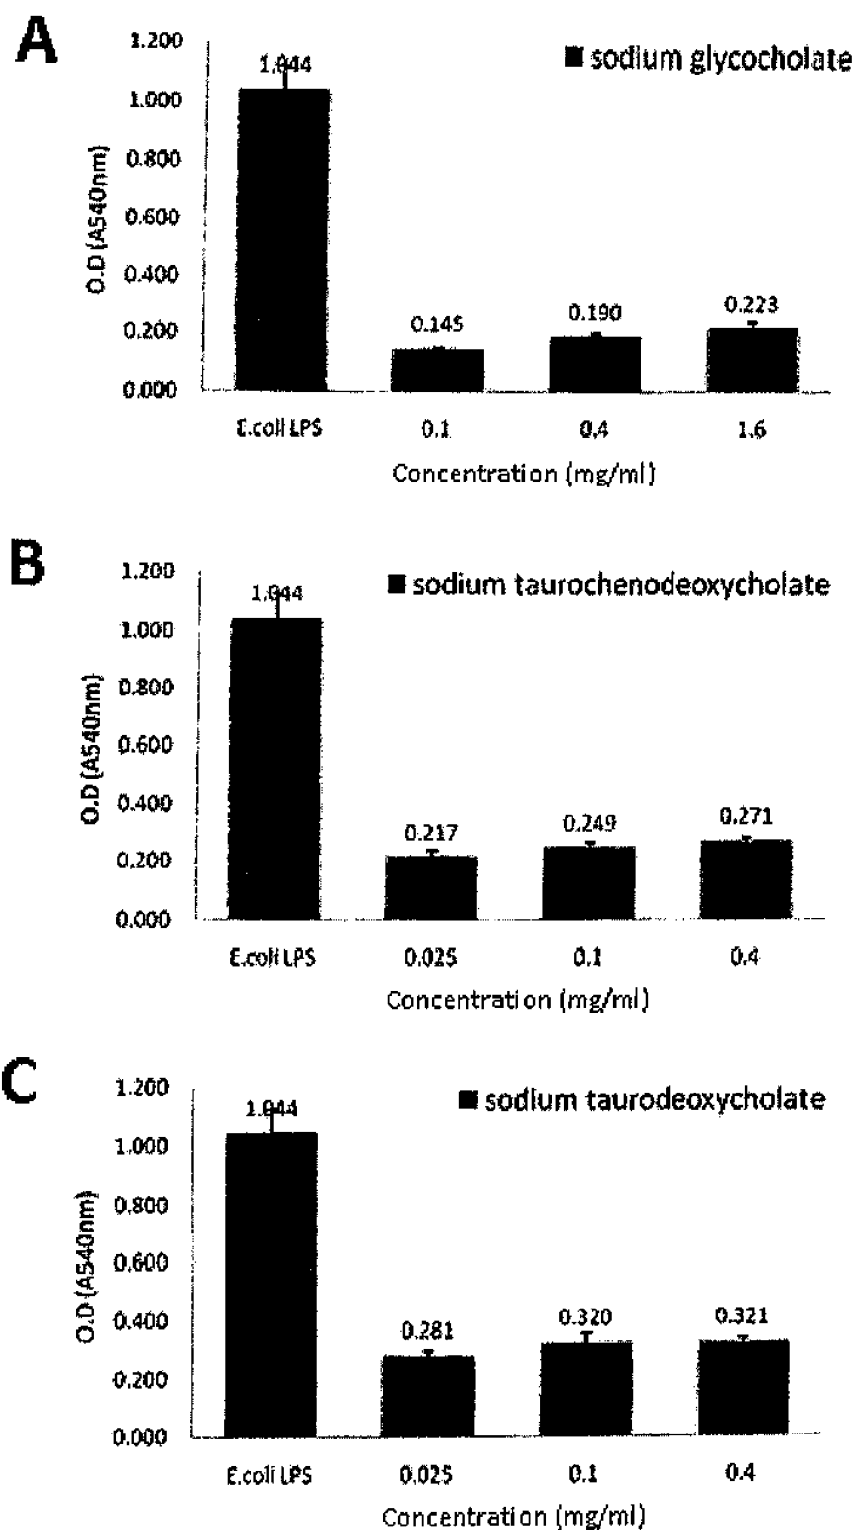 A
■ sodium glycocholate
1.200
1.000
0.800
0.600
0.400
0.200
0.000
O.D (A540nm)
1.044
0.145
0.190
0.223
E.coli LPS 0.1 0.4 1.6
Concentration (mg/ml)
B
■ sodium taurochenodeoxycholate
1.200
1.000
0.800
0.600
0.400
0.200
0.000
O.D (A540nm)
1.044
0.217
0.249
0.271
E.coli LPS 0.025 0.1 0.4
Concentration (mg/ml)
C
■ sodium taurodeoxycholate
1.200
1.000
0.800
0.600
0.400
0.200
0.000
O.D (A540nm)
1.044
0.281
0.320
0.321
E.coli LPS 0.025 0.1 0.4
Concentration (mg/ml)